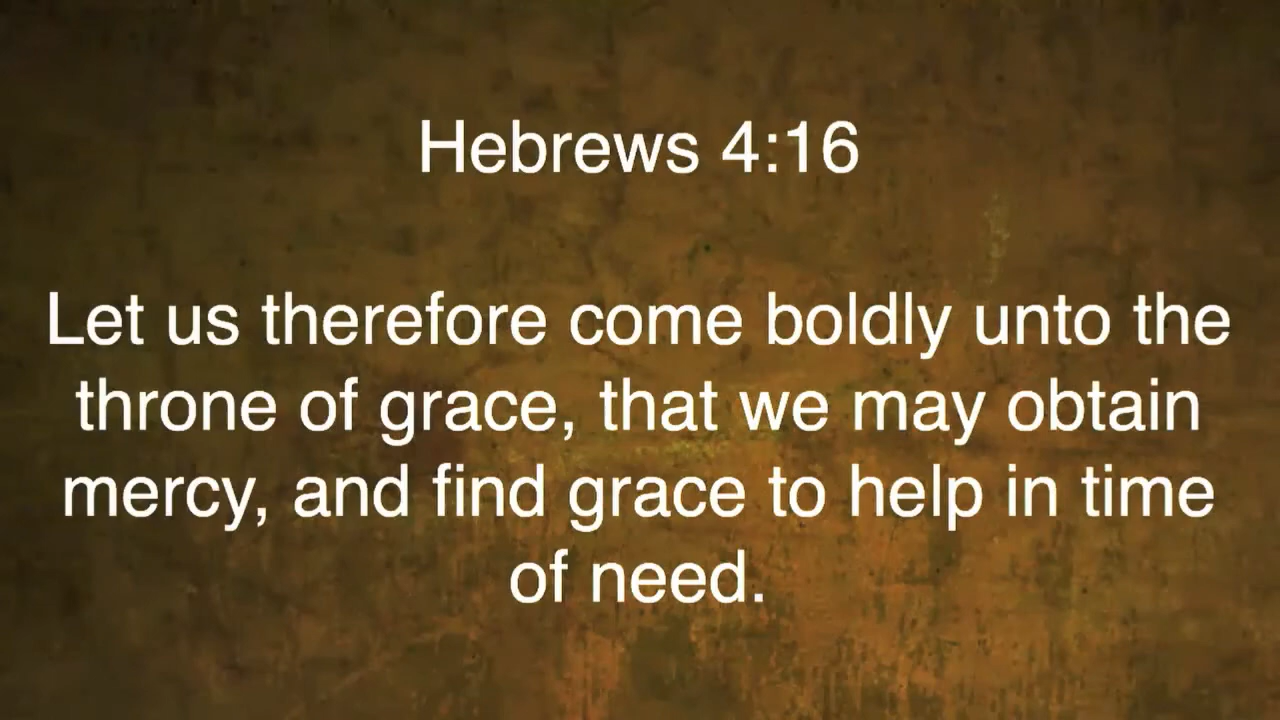 Hebrews 4:16
Let us therefore come boldly unto the
throne of grace, that we may obtain
mercy, and find grace to help in time
of need.